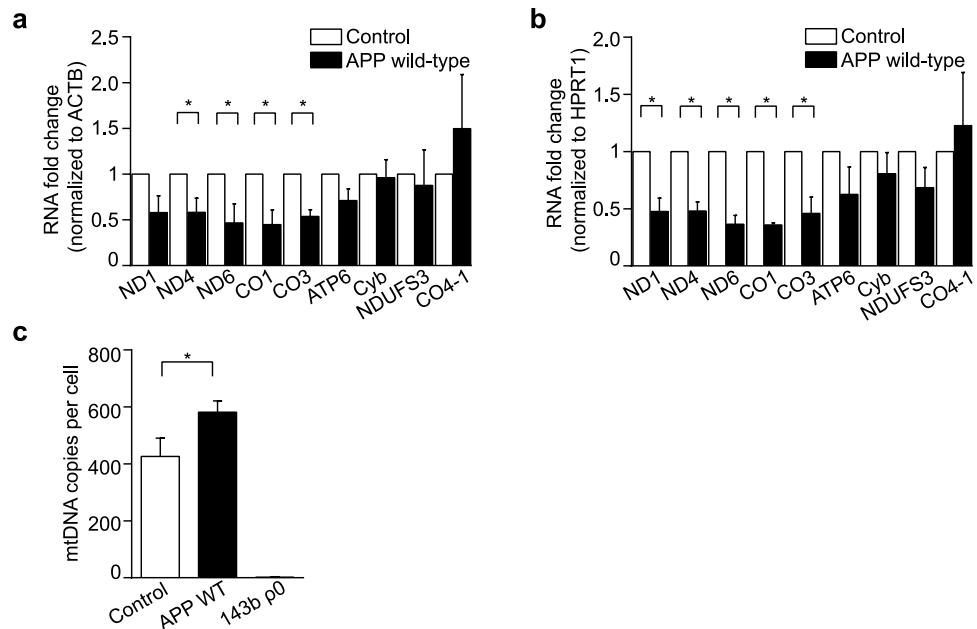 a
RNA fold change
(normalized to ACTB)
2.5
2.0
1.5
1
0.5
0
Control
APP wild-type
* * * *
ND1
ND4
ND6
CO1
CO3
ATP6
Cyb
NDUFS3
CO4-1
b
RNA fold change
(normalized to HPRT1)
2.0
1.5
1
0.5
0
Control
APP wild-type
* * * * *
ND1
ND4
ND6
CO1
CO3
ATP6
Cyb
NDUFS3
CO4-1
c
mtDNA copies per cell
800
600
400
200
0
*
Control
APP WT
143b ρ0